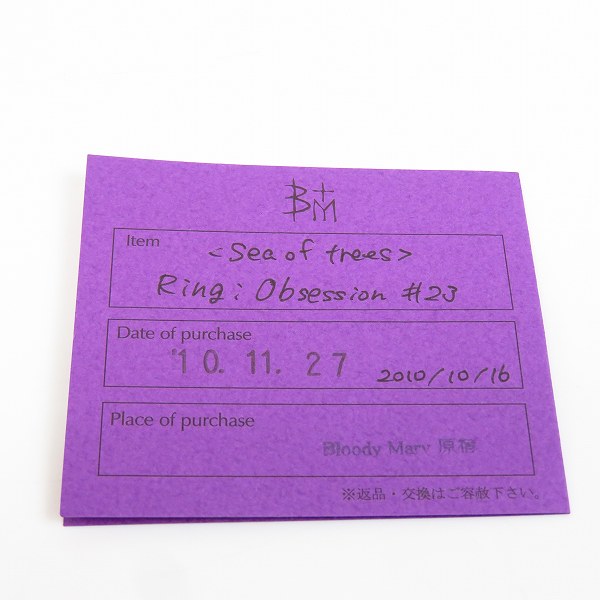 B+M
Item
<Sea of trees>
Ring: Obsession #23
Date of purchase
'10.11.27
2010/10/16
Place of purchase
Bloody Mary 原宿
※返品・交換はご容赦下さい。